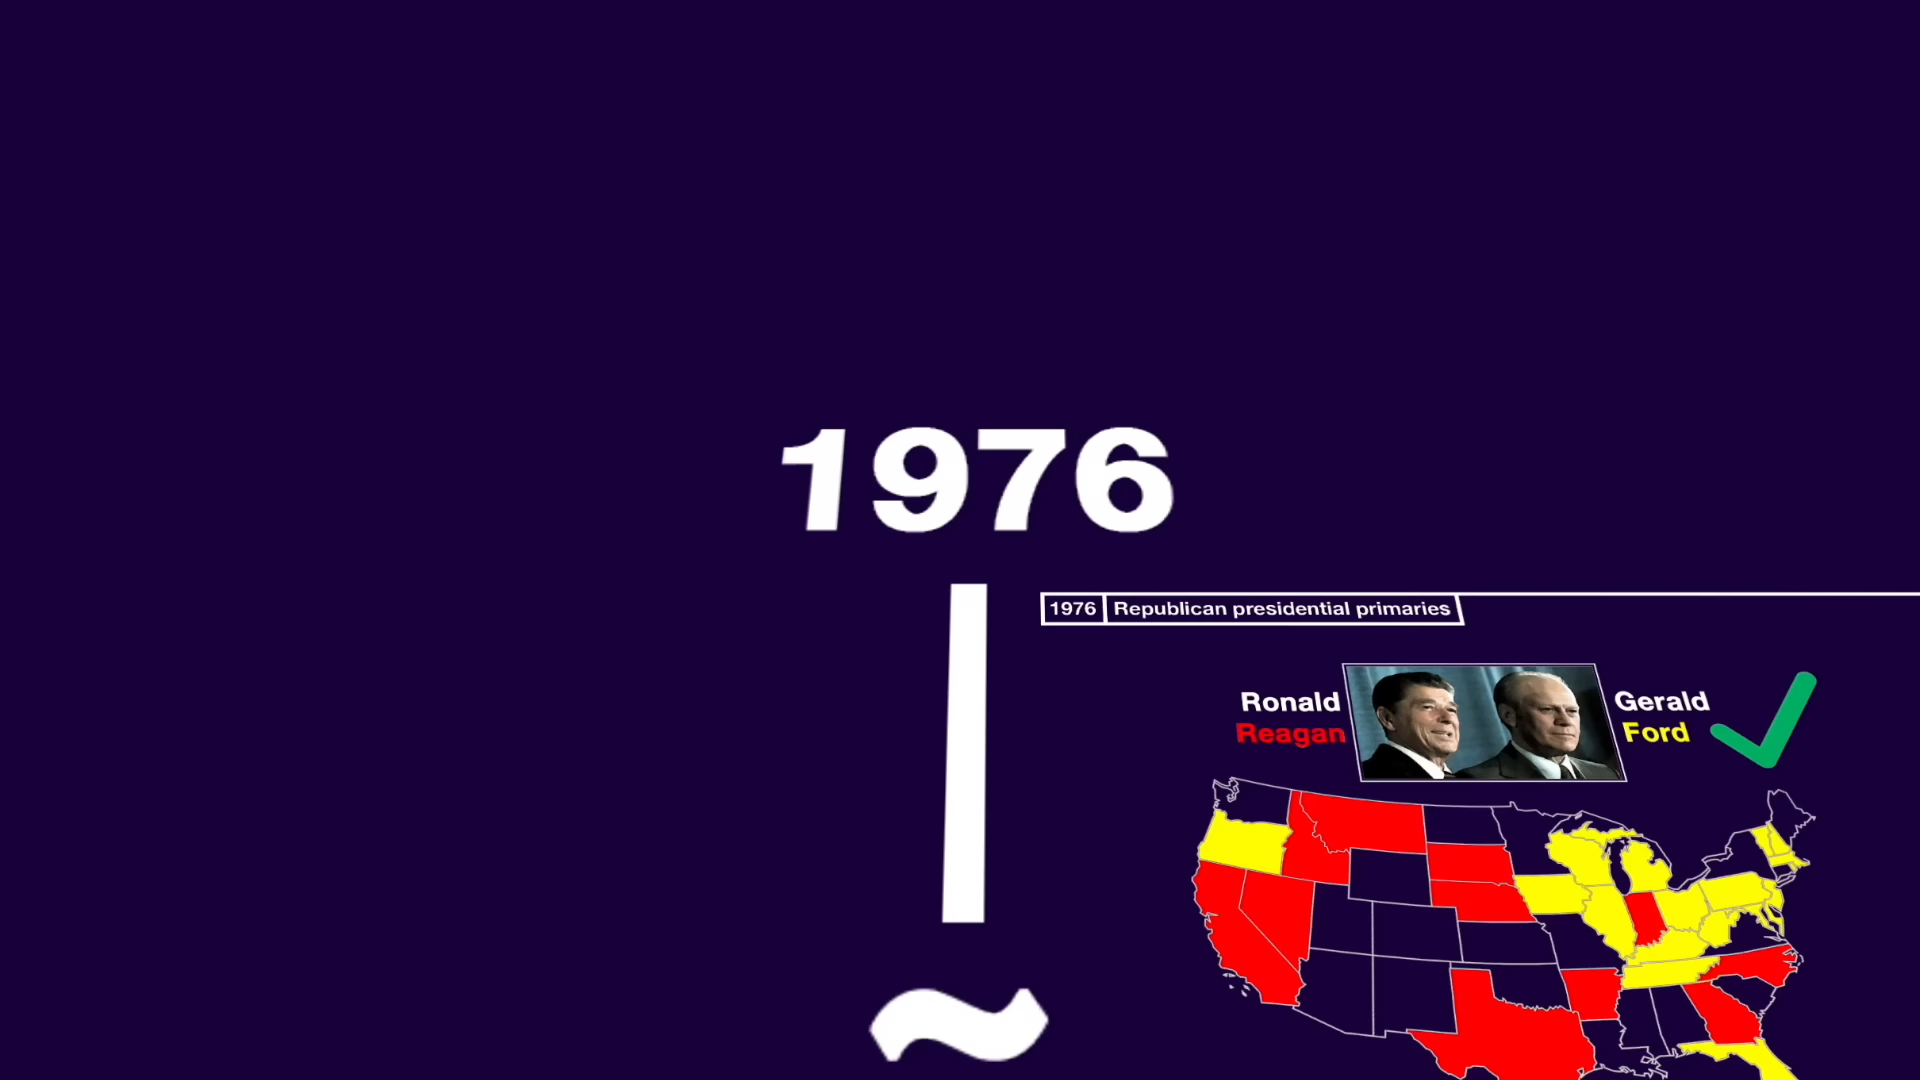 1976
~
1976 Republican presidential primaries
Ronald
Reagan
Gerald
Ford